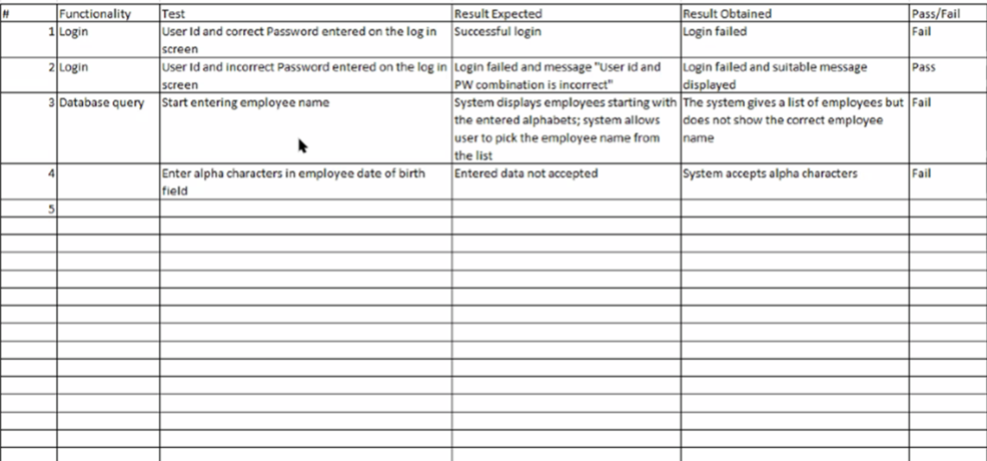 # Functionality Test Result Expected Result Obtained Pass/Fail
1 Login User Id and correct Password entered on the log in Successful login Login failed Fail
screen
2 Login User Id and incorrect Password entered on the log in Login failed and message "User id and Login failed and suitable message Pass
screen PW combination is incorrect" displayed
3 Database query Start entering employee name System displays employees starting with The system gives a list of employees but Fail
the entered alphabets; system allows does not show the correct employee
user to pick the employee name from name
the list
4 Enter alpha characters in employee date of birth Entered data not accepted System accepts alpha characters Fail
field
5